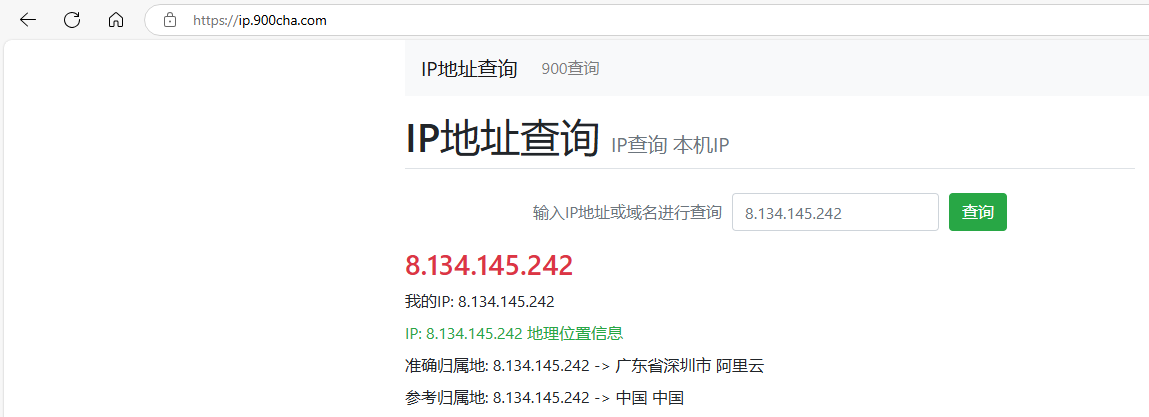 https://ip.900cha.com
IP地址查询 900查询
IP地址查询 IP查询 本机IP
输入IP地址或域名进行查询 8.134.145.242 查询
8.134.145.242
我的IP: 8.134.145.242
IP: 8.134.145.242 地理位置信息
准确归属地: 8.134.145.242 -> 广东省深圳市 阿里云
参考归属地: 8.134.145.242 -> 中国 中国